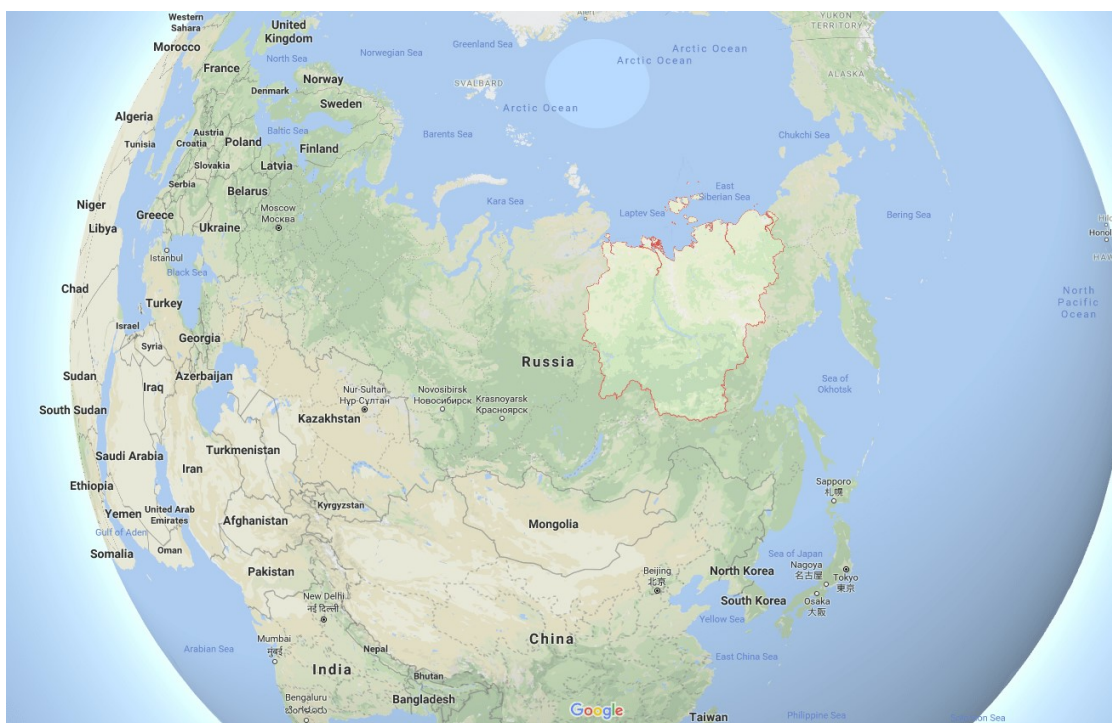 Western
Sahara
Morocco
United
Kingdom
Norwegian Sea
Greenland Sea
Alert
Arctic Ocean
Arctic Ocean
YUKON
TERRITORY
North Sea
France
Norway
SVALBARD
ALASKA
Denmark
Sweden
Arctic Ocean
Algeria
Tunisia
Austria
Croatia
Poland
Baltic Sea
Finland
Barents Sea
Chukchi Sea
Slovakia
Latvia
Serbia
Belarus
Kara Sea
Laptev Sea
East
Siberian Sea
Niger
Libya
Greece
Ukraine
Moscow
Москва
Bering Sea
Istanbul
Black Sea
Chad
Turkey
Israel
Syria
Georgia
North
Pacific
Ocean
Sudan
Iraq
Azerbaijan
Russia
Sea of
Okhotsk
South Sudan
Nur-Sultan
Нұр-Сұлтан
Novosibirsk
Новосибирск
Krasnoyarsk
Красноярск
Kazakhstan
Saudi Arabia
Iran
Turkmenistan
Ethiopia
Yemen
United Arab
Emirates
Kyrgyzstan
Afghanistan
Mongolia
Sapporo
札幌
Gulf of Aden
Somalia
Oman
Pakistan
Beijing
北京
North Korea
Sea of Japan
Nagoya
名古屋
Tokyo
東京
New Delhi
नई दिल्ली
South Korea
Osaka
大阪
Yellow Sea
Arabian Sea
Mumbai
मुंबई
Nepal
China
East China Sea
India
Bhutan
Bengaluru
Bangladesh
Google
Taiwan
Philippine Sea